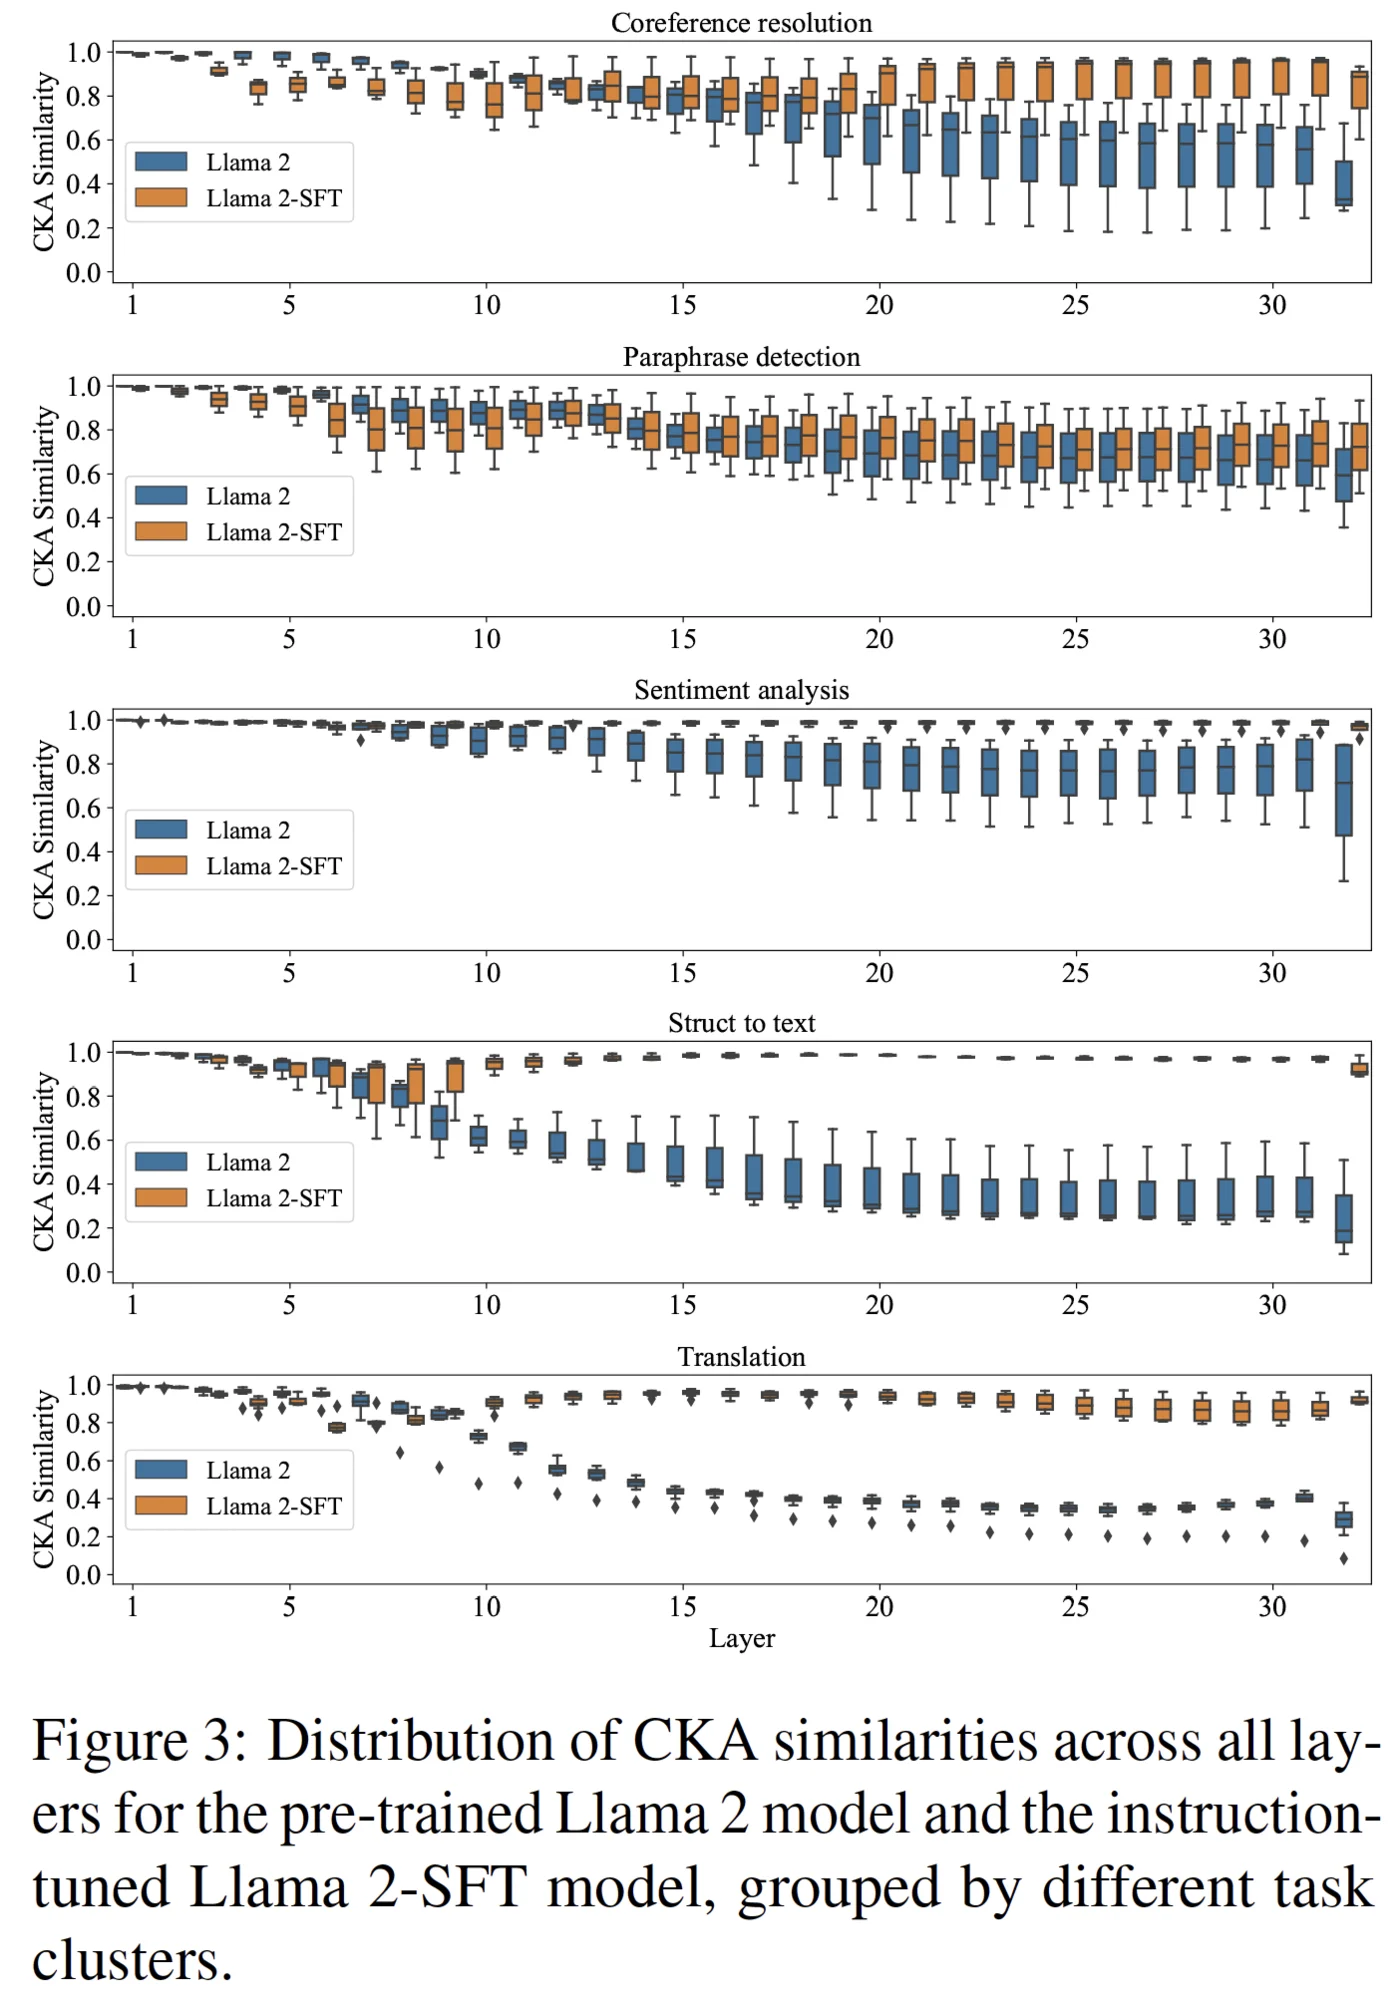 Coreference resolution
CKA Similarity
1.0
0.8
0.6
0.4
0.2
0.0
Llama 2
Llama 2-SFT
1 5 10 15 20 25 30
Paraphrase detection
CKA Similarity
1.0
0.8
0.6
0.4
0.2
0.0
Llama 2
Llama 2-SFT
1 5 10 15 20 25 30
Sentiment analysis
CKA Similarity
1.0
0.8
0.6
0.4
0.2
0.0
Llama 2
Llama 2-SFT
1 5 10 15 20 25 30
Struct to text
CKA Similarity
1.0
0.8
0.6
0.4
0.2
0.0
Llama 2
Llama 2-SFT
1 5 10 15 20 25 30
Translation
CKA Similarity
1.0
0.8
0.6
0.4
0.2
0.0
Llama 2
Llama 2-SFT
1 5 10 15 20 25 30
Layer
Figure 3: Distribution of CKA similarities across all lay-
ers for the pre-trained Llama 2 model and the instruction-
tuned Llama 2-SFT model, grouped by different task
clusters.